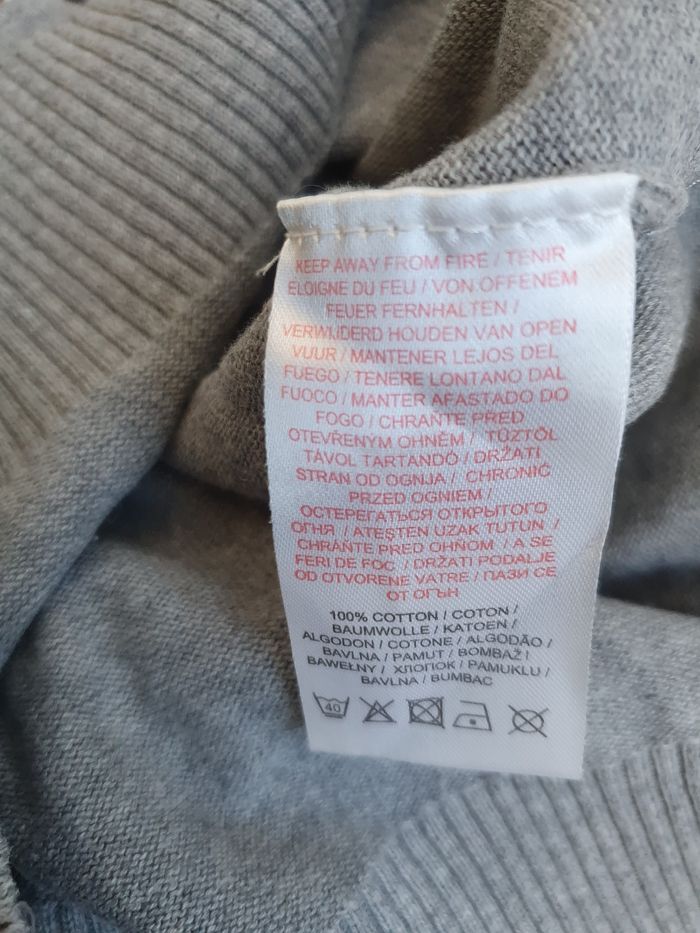 KEEP AWAY FROM FIRE / TENIR
ELOIGNE DU FEU / VON OFFENEM
FEUER FERNHALTEN /
VERWIJDERD HOUDEN VAN OPEN
VUUR / MANTENER LEJOS DEL
FUEGO / TENERE LONTANO DAL
FUOCO / MANTER AFASTADO DO
FOGO / CHRANTE PRED
OTEVŘENYM OHNĚM / TŰZTŐL
TÁVOL TARTANDÓ / DRŽATI
STRAN OD OGNJA / CHRONIĆ
PRZED OGNIEM /
ОСТЕРЕГАТЬСЯ ОТКРЫТОГО
ОГНЯ / ATEŞTEN UZAK TUTUN /
CHRÁŇTE PRED OHŇOM / A SE
FERI DE FOC / DRŽATI PODALJE
OD OTVORENE VATRE / ПАЗИ СЕ
ОТ ОГЪН
100% COTTON / COTON /
BAUMWOLLE / KATOEN /
ALGODON / COTONE / ALGODÃO /
BAVLNA / PAMUT / BOMBAŽ /
BAWEŁNY / ХЛОПОК / PAMUKLU /
BAVLNA / BUMBAC
40